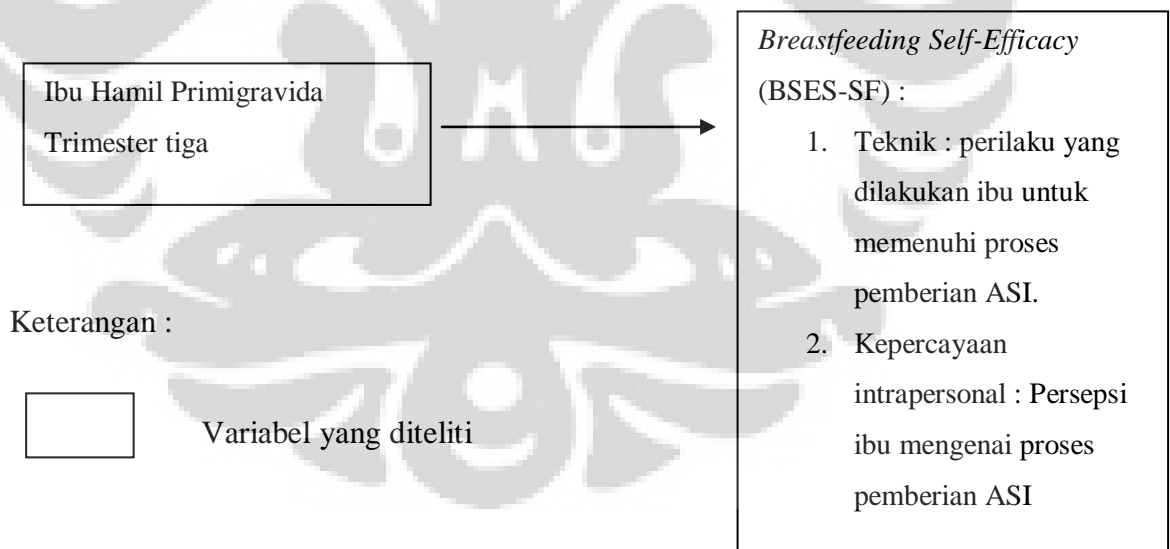 Ibu Hamil Primigravida
Trimester tiga
Breastfeeding Self-Efficacy
(BSES-SF) :
1. Teknik : perilaku yang
dilakukan ibu untuk
memenuhi proses
pemberian ASI.
2. Kepercayaan
intrapersonal : Persepsi
ibu mengenai proses
pemberian ASI
Keterangan :
Variabel yang diteliti